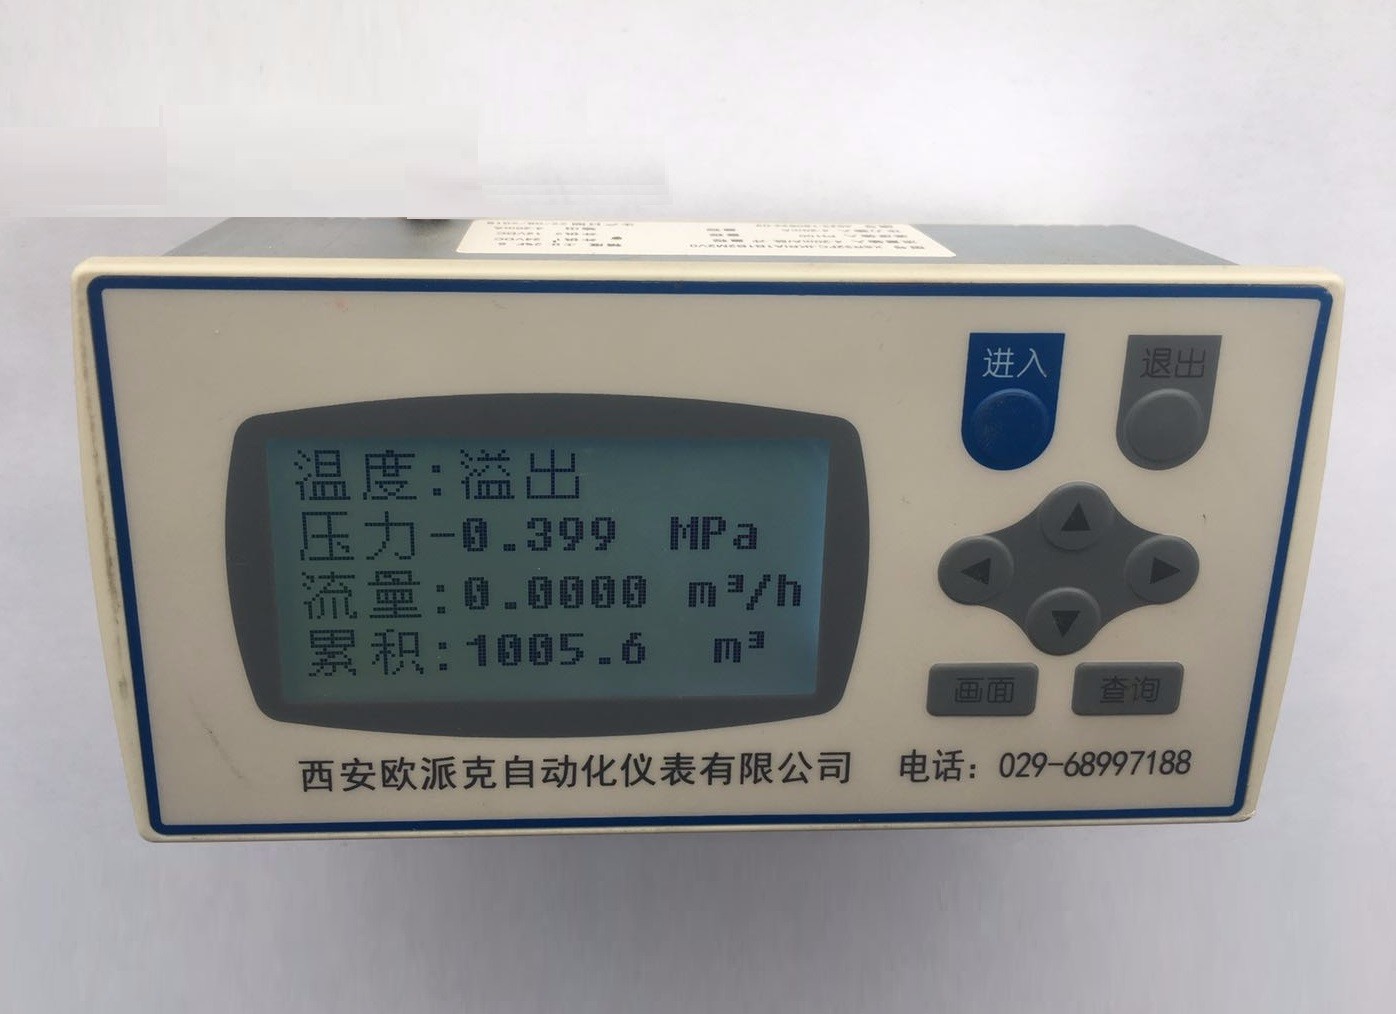 进入
退出
温度:溢出
压力-0.399 MPa
流量:0.0000 m³/h
累积:1005.6 m³
画面
查询
西安欧派克自动化仪表有限公司 电话：029-68997188